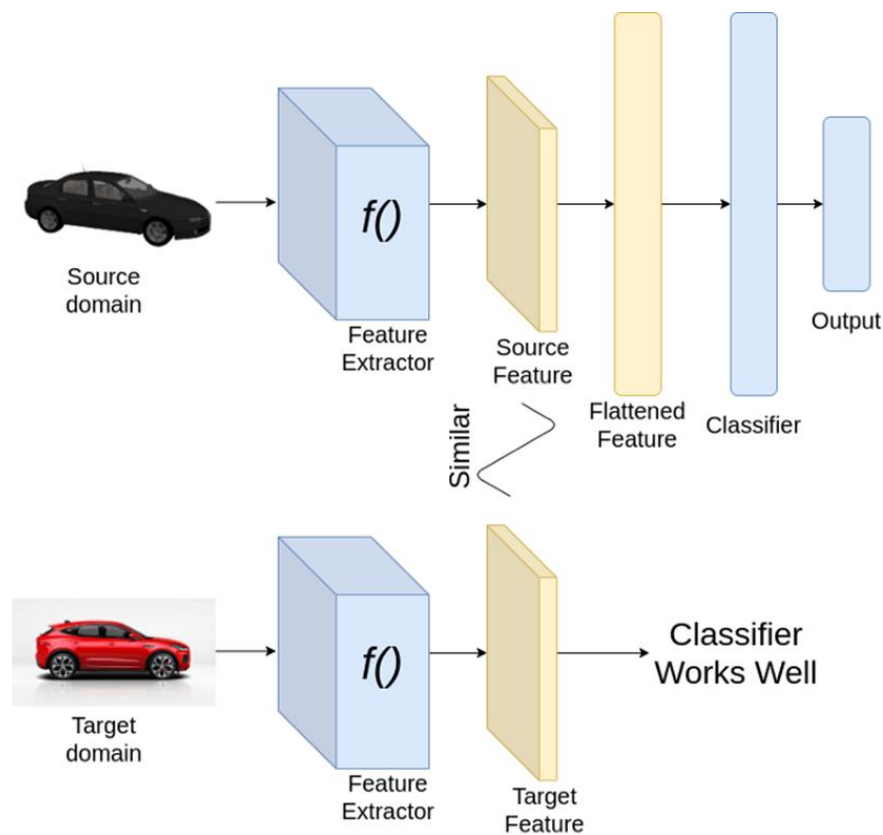 Source
domain
f()
Feature
Extractor
Source
Feature
Flattened
Feature
Classifier
Output
Similar
Target
domain
f()
Feature
Extractor
Target
Feature
Classifier
Works Well